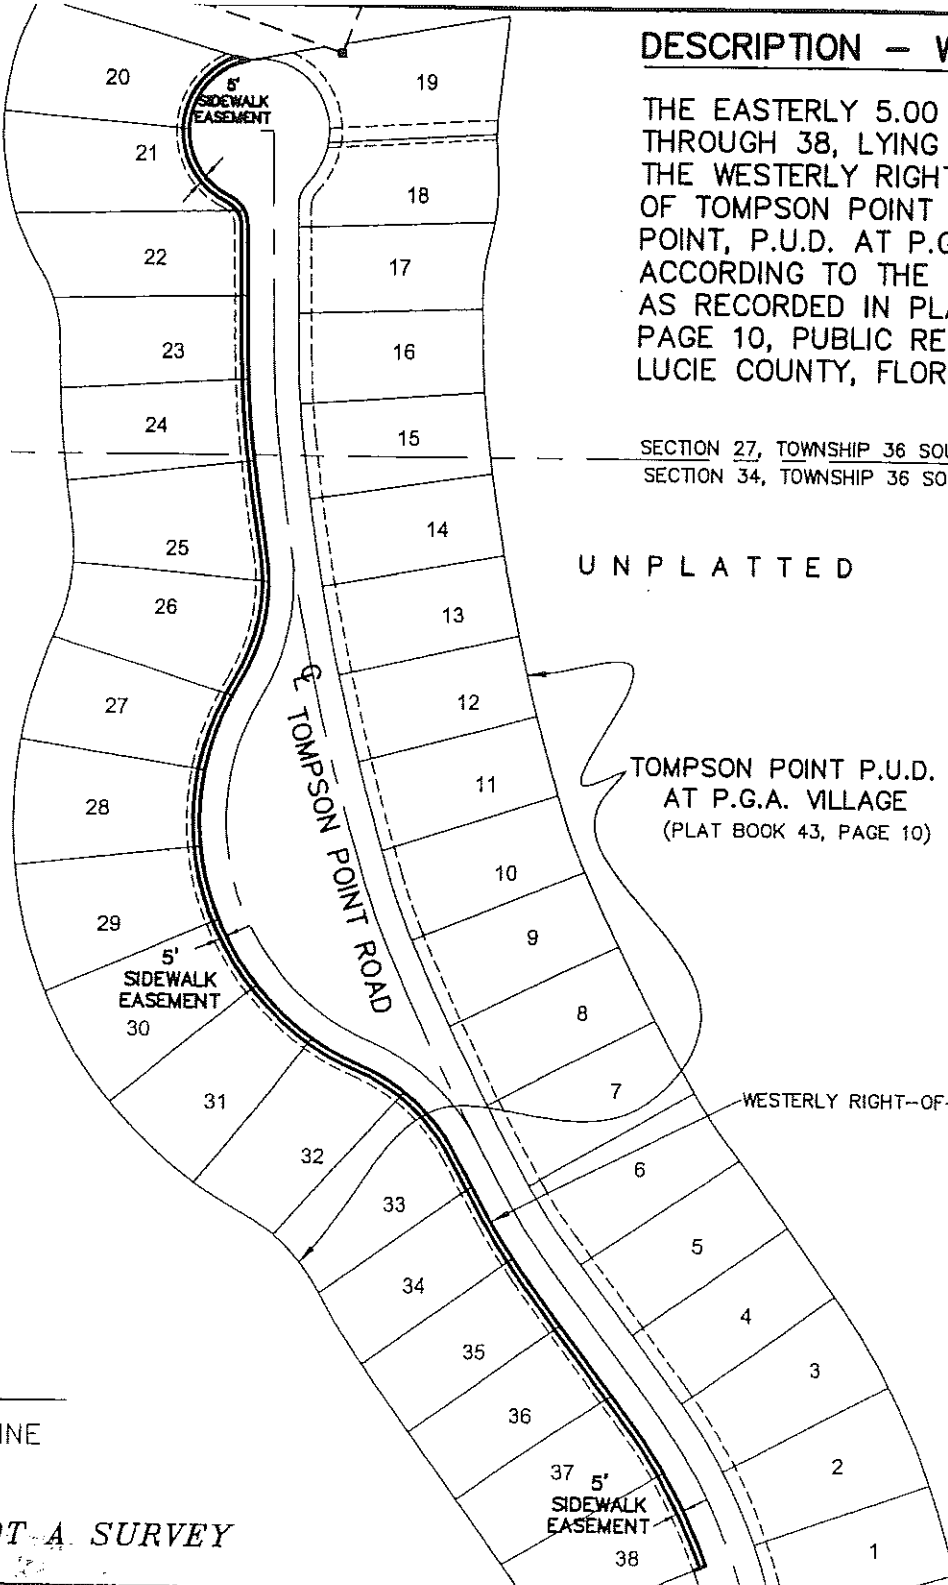 DESCRIPTION – W
THE EASTERLY 5.00
THROUGH 38, LYING
THE WESTERLY RIGHT
OF TOMPSON POINT
POINT, P.U.D. AT P.G
ACCORDING TO THE
AS RECORDED IN PLA
PAGE 10, PUBLIC RE
LUCIE COUNTY, FLOR
SECTION 27, TOWNSHIP 36 SOU
SECTION 34, TOWNSHIP 36 SO
UNPLATTED
TOMPSON POINT P.U.D.
AT P.G.A. VILLAGE
(PLAT BOOK 43, PAGE 10)
WESTERLY RIGHT-OF-
℄ TOMPSON POINT ROAD
5'
SIDEWALK
EASEMENT
20
21
22
23
24
25
26
27
28
29
5'
SIDEWALK
EASEMENT
30
31
32
33
34
35
36
37
5'
SIDEWALK
EASEMENT
38
19
18
17
16
15
14
13
12
11
10
9
8
7
6
5
4
3
2
1
INE
OT A SURVEY